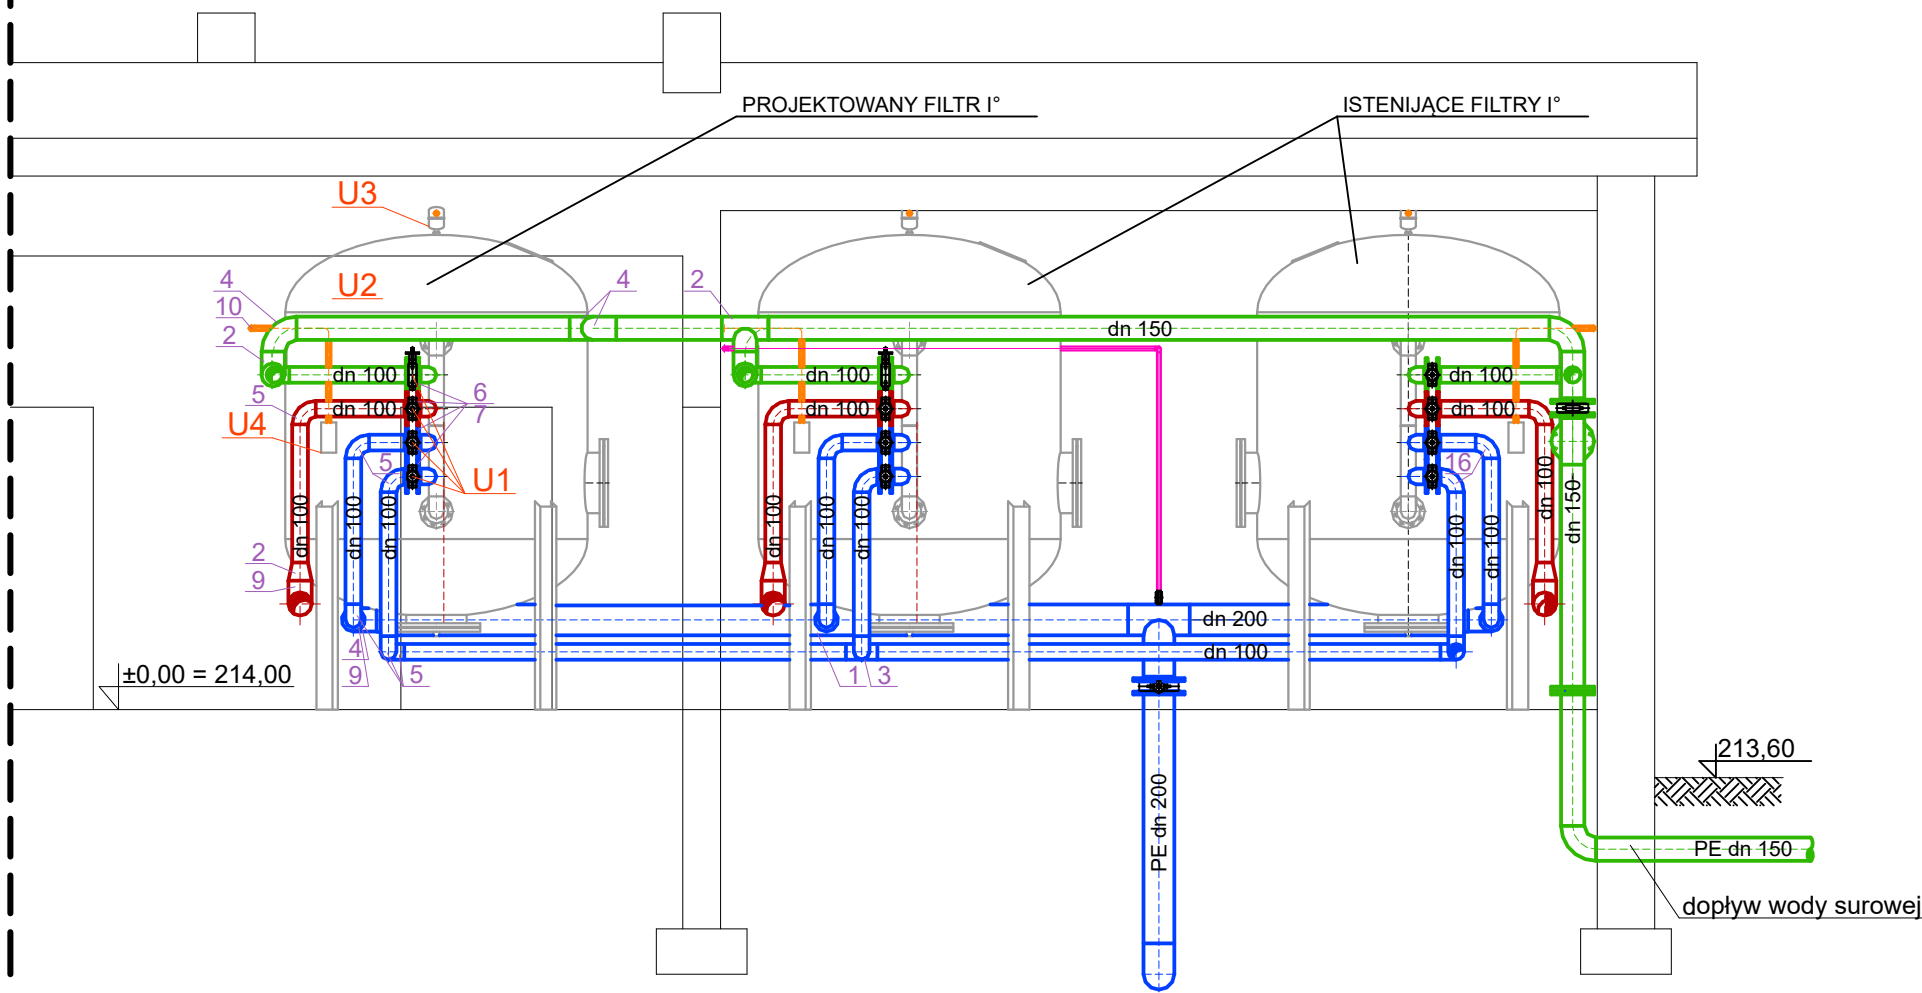 PROJEKTOWANY FILTR I°
ISTENIJĄCE FILTRY I°
U3
U2
4
10
2
4
2
dn 150
dn 100
dn 100
dn 100
5
dn 100
6
dn 100
dn 100
U4
7
5
U1
16
dn 100
dn 100
dn 100
dn 100
dn 100
dn 100
dn 100
dn 100
dn 100
dn 150
2
9
dn 200
4
9
5
1
3
dn 100
±0,00 = 214,00
213,60
PE dn 200
PE dn 150
dopływ wody surowej